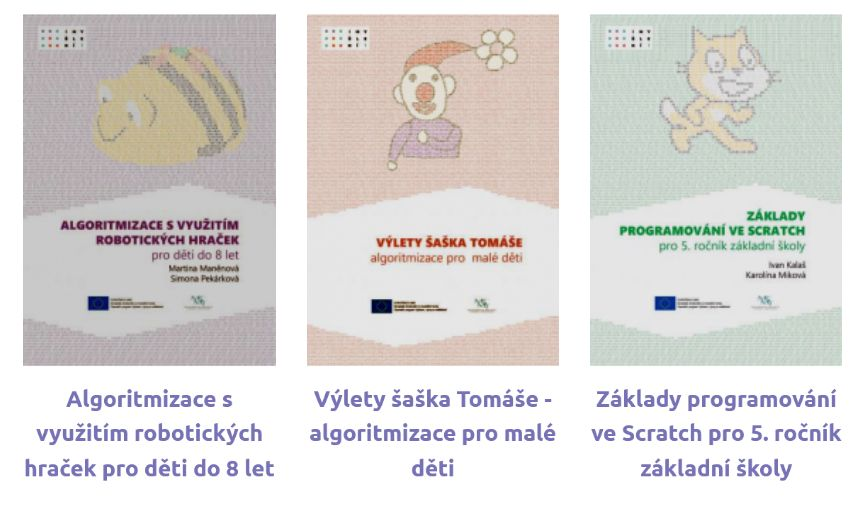 ALGORITMIZACE S VYUŽITÍM
ROBOTICKÝCH HRAČEK
pro děti do 8 let
Martina Maněnová
Simona Pekárková
VÝLETY ŠAŠKA TOMÁŠE
algoritmizace pro malé děti
ZÁKLADY
PROGRAMOVÁNÍ VE SCRATCH
pro 5. ročník základní školy
Ivan Kalaš
Karolína Miková
Algoritmizace s
využitím robotických
hraček pro děti do 8 let
Výlety šaška Tomáše -
algoritmizace pro malé
děti
Základy programování
ve Scratch pro 5. ročník
základní školy